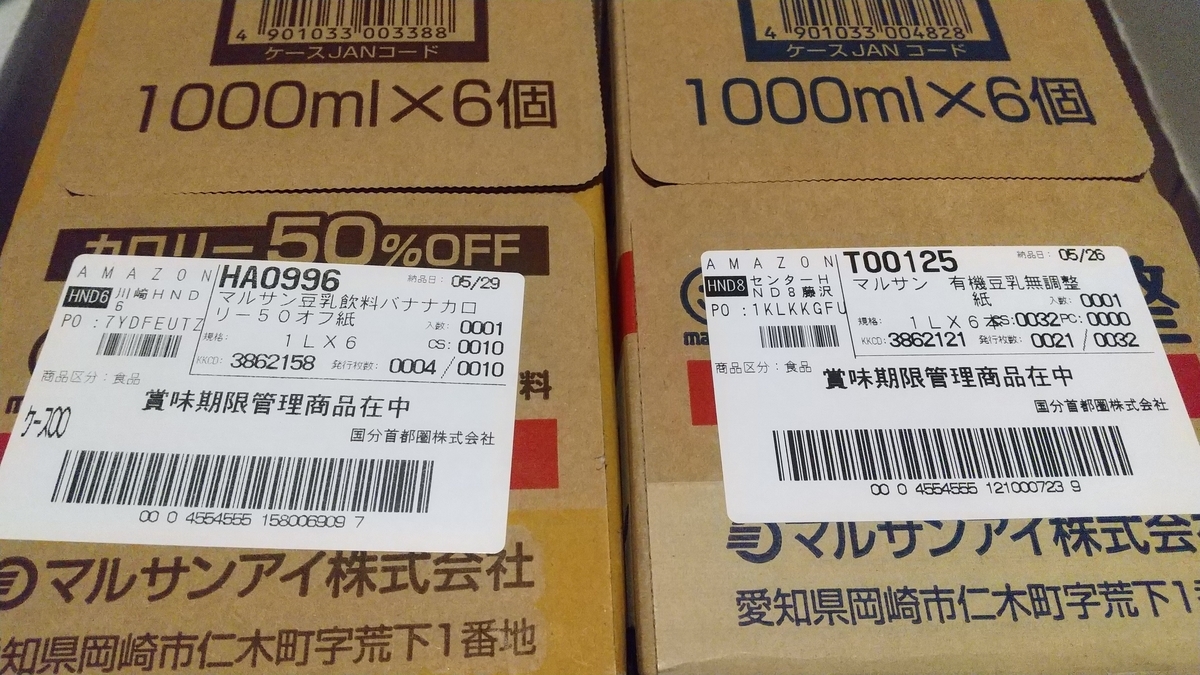 4 901033 003388
ケースJANコード
1000ml×6個
カロリー50%OFF
AMAZON
HND6
川崎HND
6
PO:7YDFEUTZ
HA0996
納品日: 05/29
マルサン豆乳飲料バナナカロ
リー50オフ紙
入数: 0001
規格: 1LX6
CS: 0010
KKCD: 3862158
発行枚数: 0004/0010
商品区分:食品
料
賞味期限管理商品在中
ケース00
国分首都圏株式会社
00 0 4554555 158006909 7
マルサンアイ株式会社
知県岡崎市仁木町字荒下1番地
4 901033 004828
ケースJANコード
1000ml×6個
AMAZON
HND8
センターH
ND8藤沢
PO:1KLKKGFU
T00125
納品日: 05/26
マルサン 有機豆乳無調整
紙
入数: 0001
規格: 1LX6本
CS: 0032 PC: 0000
KKCD: 3862121
発行枚数: 0021/0032
整
商品区分:食品
賞味期限管理商品在中
国分首都圏株式会社
00 0 4554555 121000723 9
マルサンアイ株式会社
愛知県岡崎市仁木町字荒下1